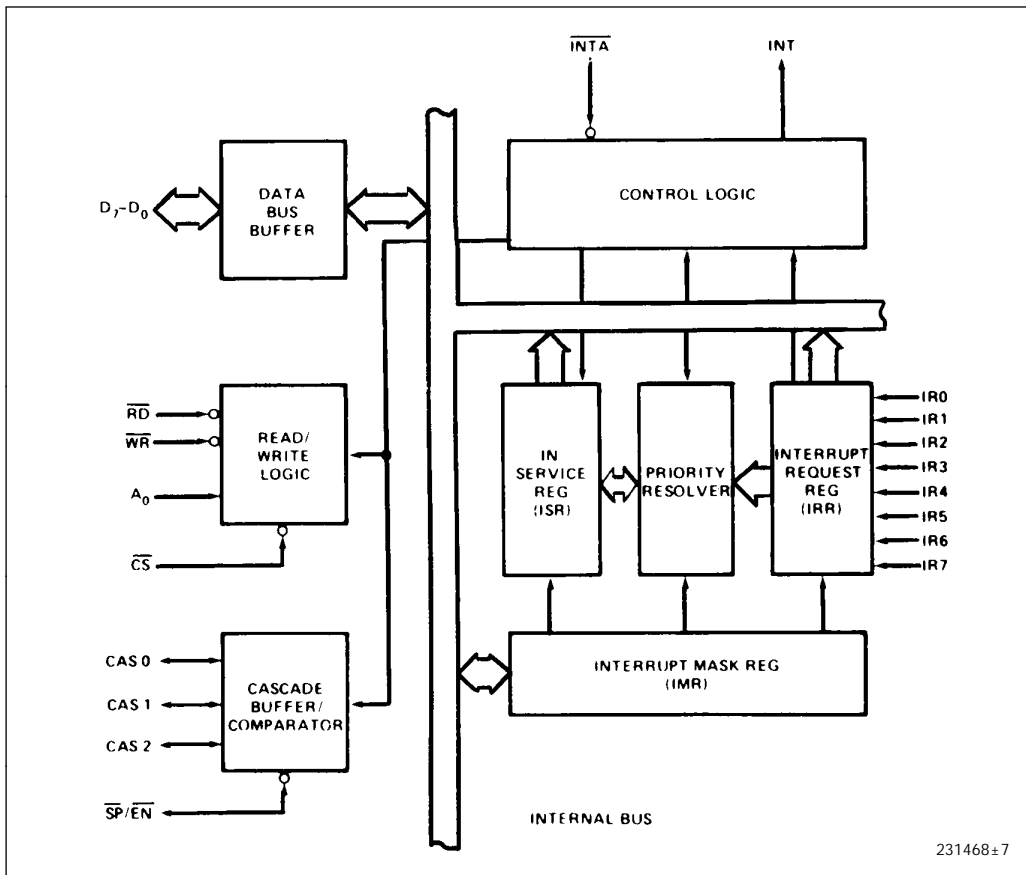 INTA
INT
CONTROL LOGIC
D7-D0
DATA
BUS
BUFFER
RD
WR
A0
CS
READ/
WRITE
LOGIC
IN
SERVICE
REG
(ISR)
PRIORITY
RESOLVER
INTERRUPT
REQUEST
REG
(IRR)
IR0
IR1
IR2
IR3
IR4
IR5
IR6
IR7
CAS 0
CAS 1
CAS 2
SP/EN
CASCADE
BUFFER/
COMPARATOR
INTERRUPT MASK REG
(IMR)
INTERNAL BUS
231468±7